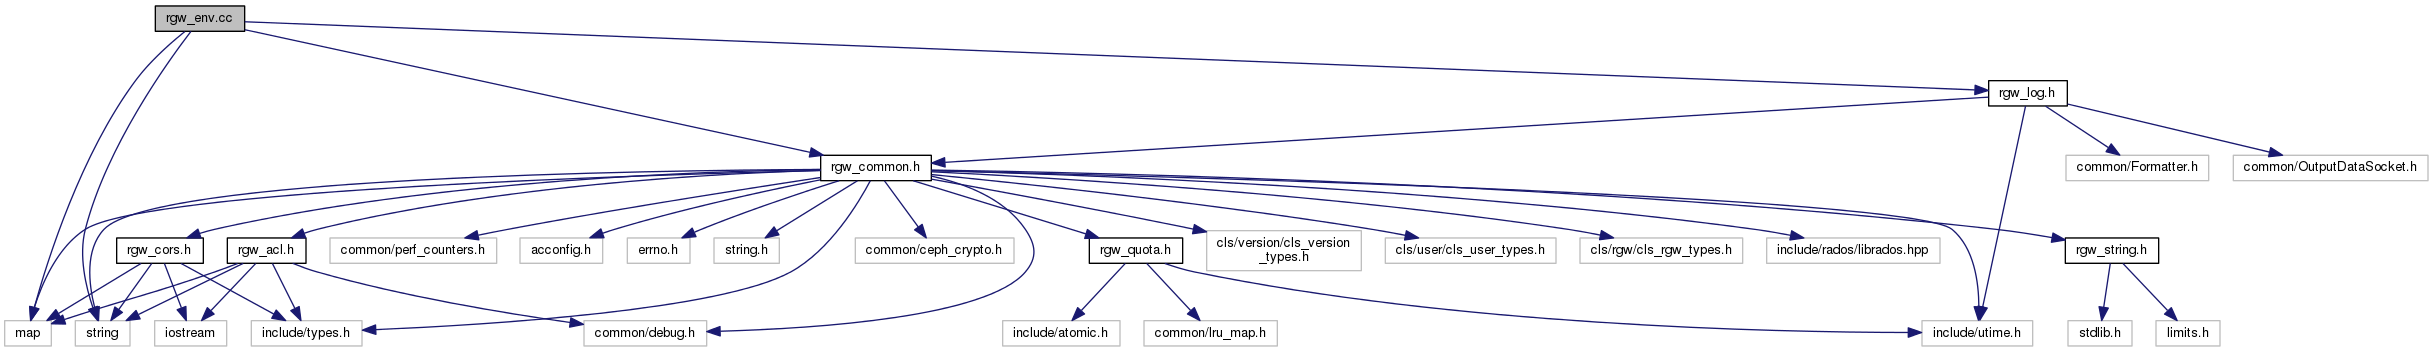 rgw_env.cc
rgw_log.h
rgw_common.h
common/Formatter.h
common/OutputDataSocket.h
rgw_cors.h
rgw_acl.h
common/perf_counters.h
acconfig.h
errno.h
string.h
common/ceph_crypto.h
rgw_quota.h
cls/version/cls_version
_types.h
cls/user/cls_user_types.h
cls/rgw/cls_rgw_types.h
include/rados/librados.hpp
rgw_string.h
map
string
iostream
include/types.h
common/debug.h
include/atomic.h
common/lru_map.h
include/utime.h
stdlib.h
limits.h